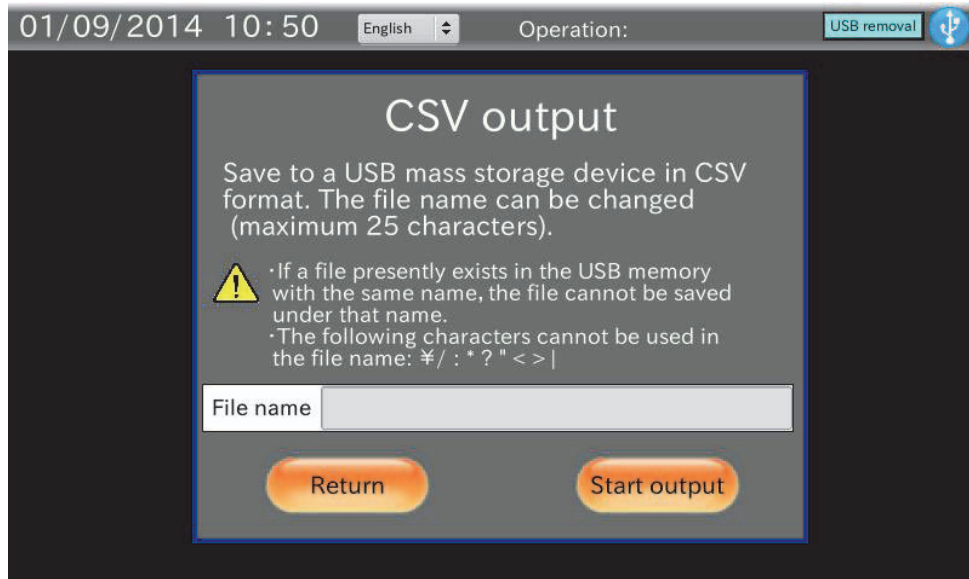 01/09/2014 10:50 English Operation: USB removal
CSV output
Save to a USB mass storage device in CSV
format. The file name can be changed
(maximum 25 characters).
·If a file presently exists in the USB memory
with the same name, the file cannot be saved
under that name.
·The following characters cannot be used in
the file name: ¥/ : * ? " < > |
File name
Return Start output